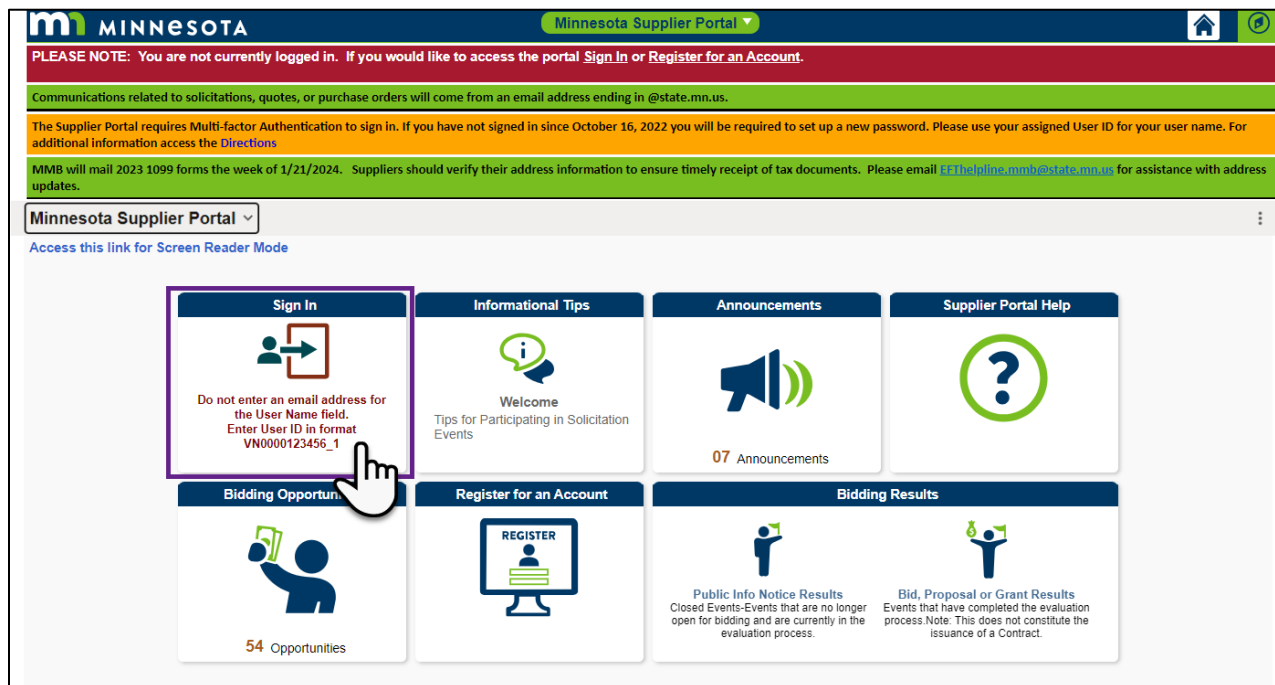 mn MINNESOTA
Minnesota Supplier Portal
PLEASE NOTE: You are not currently logged in. If you would like to access the portal Sign In or Register for an Account.
Communications related to solicitations, quotes, or purchase orders will come from an email address ending in @state.mn.us.
The Supplier Portal requires Multi-factor Authentication to sign in. If you have not signed in since October 16, 2022 you will be required to set up a new password. Please use your assigned User ID for your user name. For
additional information access the Directions
MMB will mail 2023 1099 forms the week of 1/21/2024. Suppliers should verify their address information to ensure timely receipt of tax documents. Please email EFThelpline.mmb@state.mn.us for assistance with address
updates.
Minnesota Supplier Portal
Access this link for Screen Reader Mode
Sign In
Do not enter an email address for
the User Name field.
Enter User ID in format
VN0000123456_1
Informational Tips
Welcome
Tips for Participating in Solicitation
Events
Announcements
07 Announcements
Supplier Portal Help
?
Bidding Opportun
54 Opportunities
Register for an Account
REGISTER
Bidding Results
Public Info Notice Results
Closed Events-Events that are no longer
open for bidding and are currently in the
evaluation process.
Bid, Proposal or Grant Results
Events that have completed the evaluation
process.Note: This does not constitute the
issuance of a Contract.